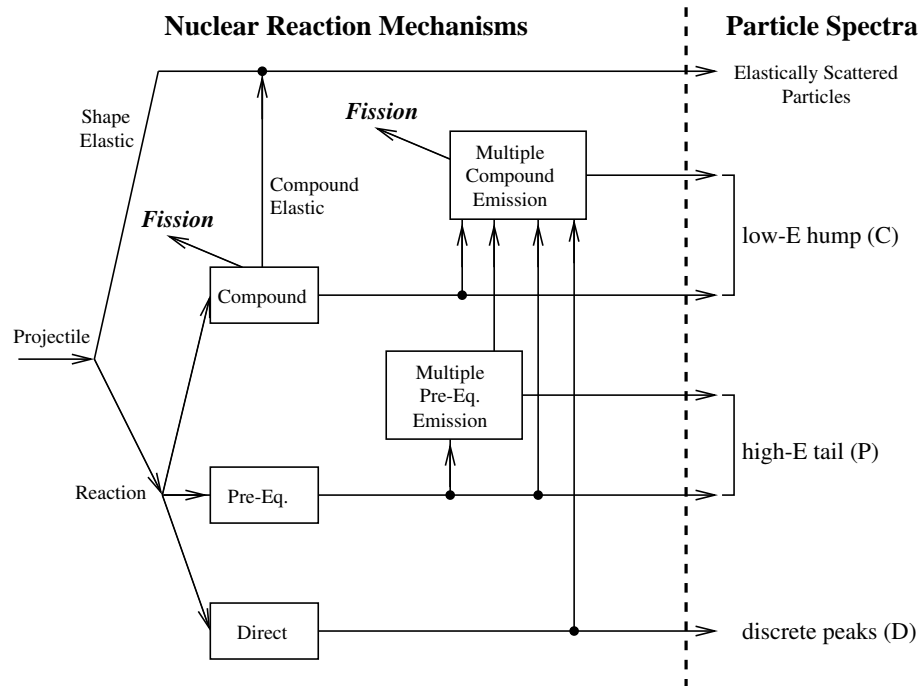 Nuclear Reaction Mechanisms
Particle Spectra
Elastically Scattered
Particles
Shape
Elastic
Fission
Multiple
Compound
Emission
Compound
Elastic
Fission
low-E hump (C)
Compound
Projectile
Multiple
Pre-Eq.
Emission
high-E tail (P)
Reaction
Pre-Eq.
Direct
discrete peaks (D)